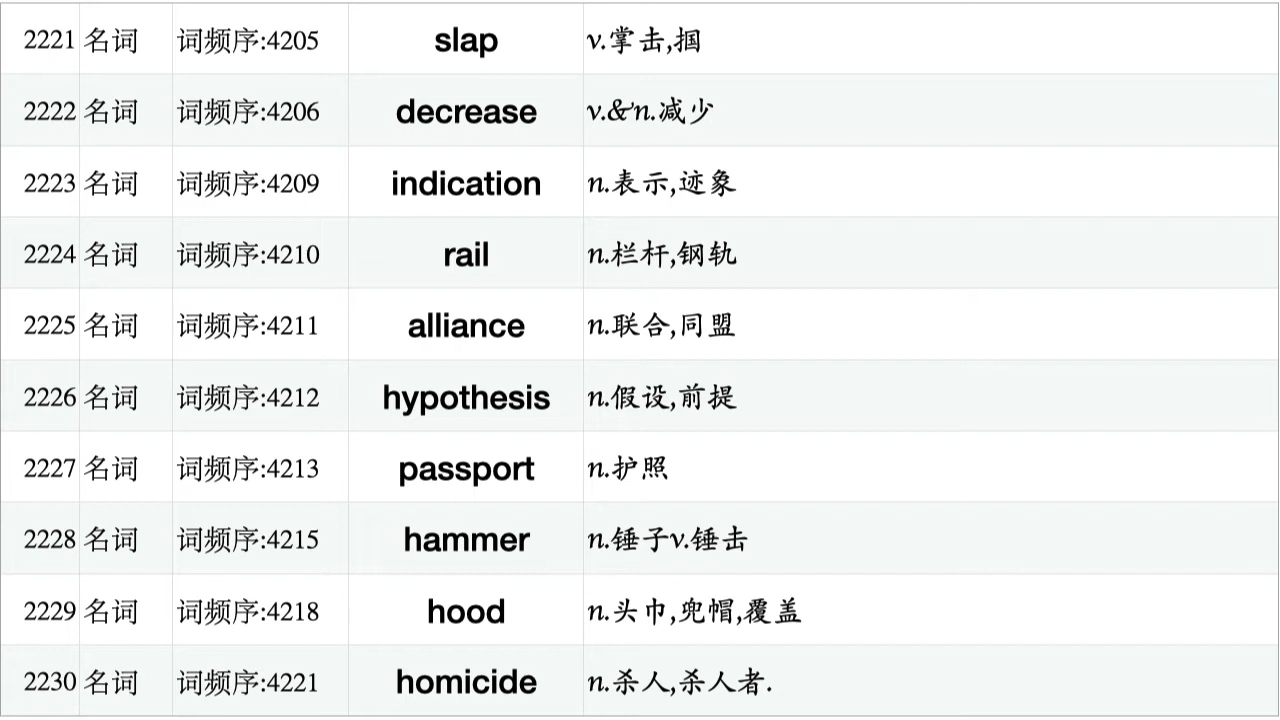 2221 名词 词频序:4205 slap v.掌击,掴
2222 名词 词频序:4206 decrease v.&n.减少
2223 名词 词频序:4209 indication n.表示,迹象
2224 名词 词频序:4210 rail n.栏杆,钢轨
2225 名词 词频序:4211 alliance n.联合,同盟
2226 名词 词频序:4212 hypothesis n.假设,前提
2227 名词 词频序:4213 passport n.护照
2228 名词 词频序:4215 hammer n.锤子v.锤击
2229 名词 词频序:4218 hood n.头巾,兜帽,覆盖
2230 名词 词频序:4221 homicide n.杀人,杀人者.